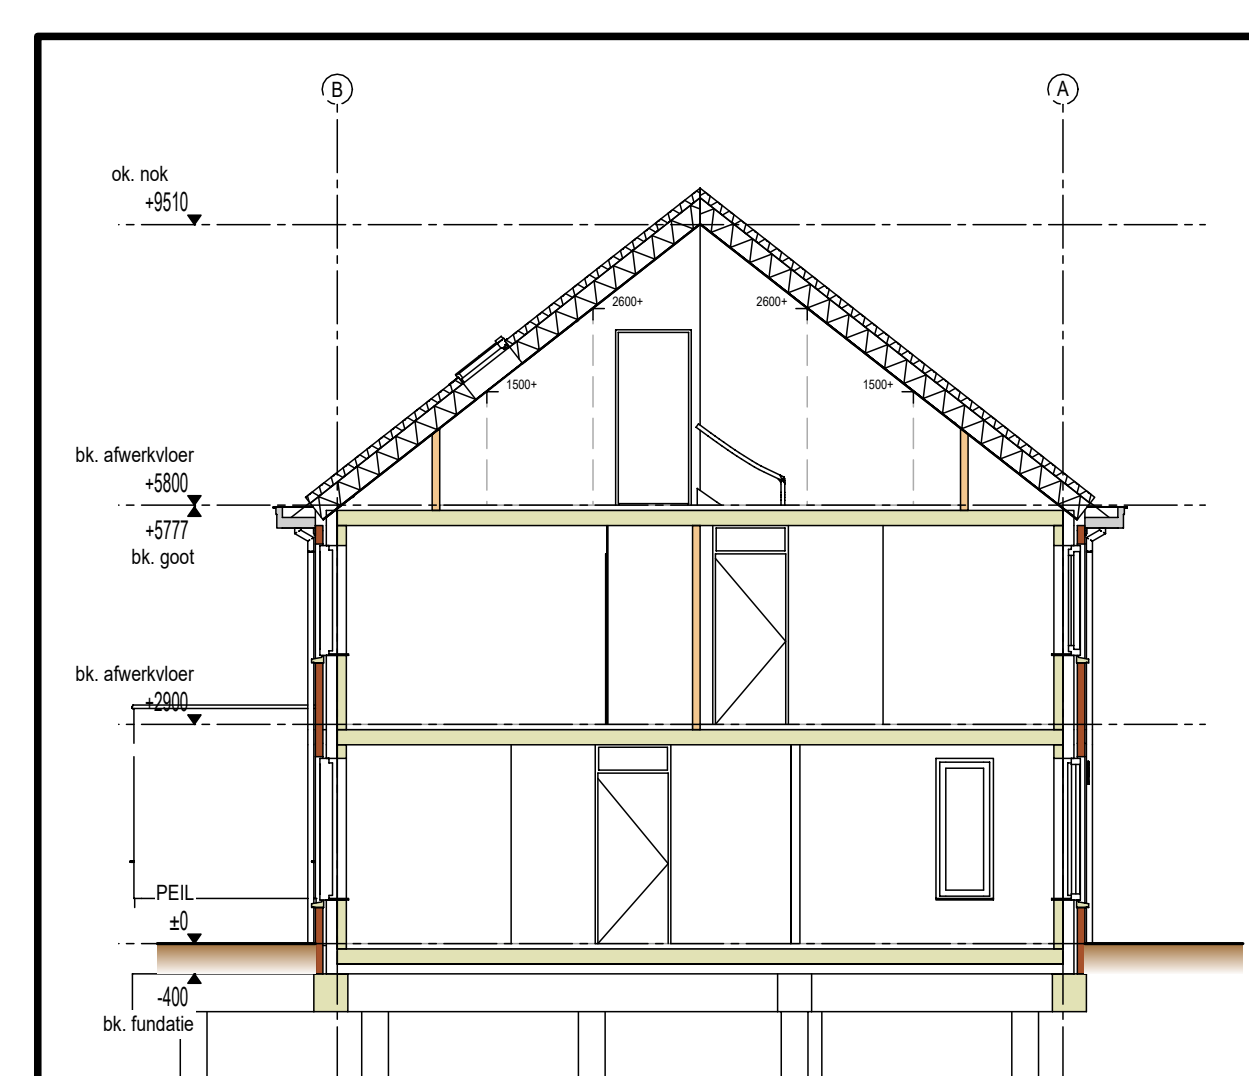 B
A
ok. nok
+9510
2600+
2600+
1500+
1500+
bk. afwerkvloer
+5800
+5777
bk. goot
bk. afwerkvloer
+2900
PEIL
±0
-400
bk. fundatie